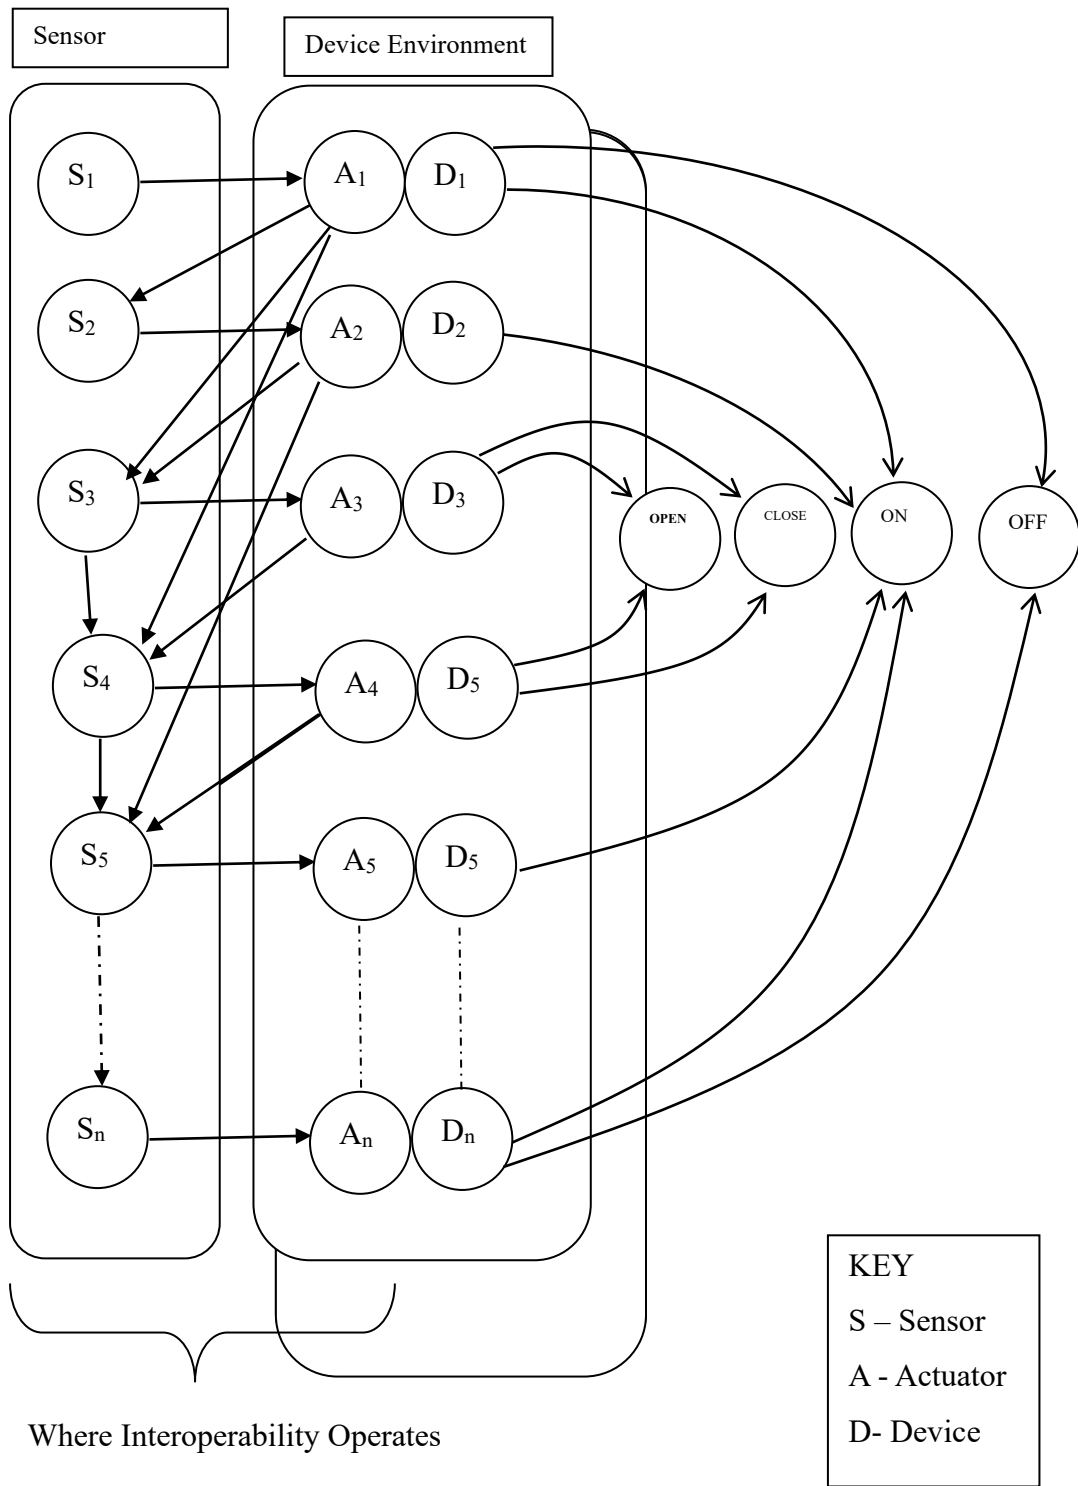 Sensor
Device Environment
S1
A1
D1
S2
A2
D2
S3
A3
D3
OPEN
CLOSE
ON
OFF
S4
A4
D5
S5
A5
D5
Sn
An
Dn
KEY
S – Sensor
A - Actuator
D- Device
Where Interoperability Operates